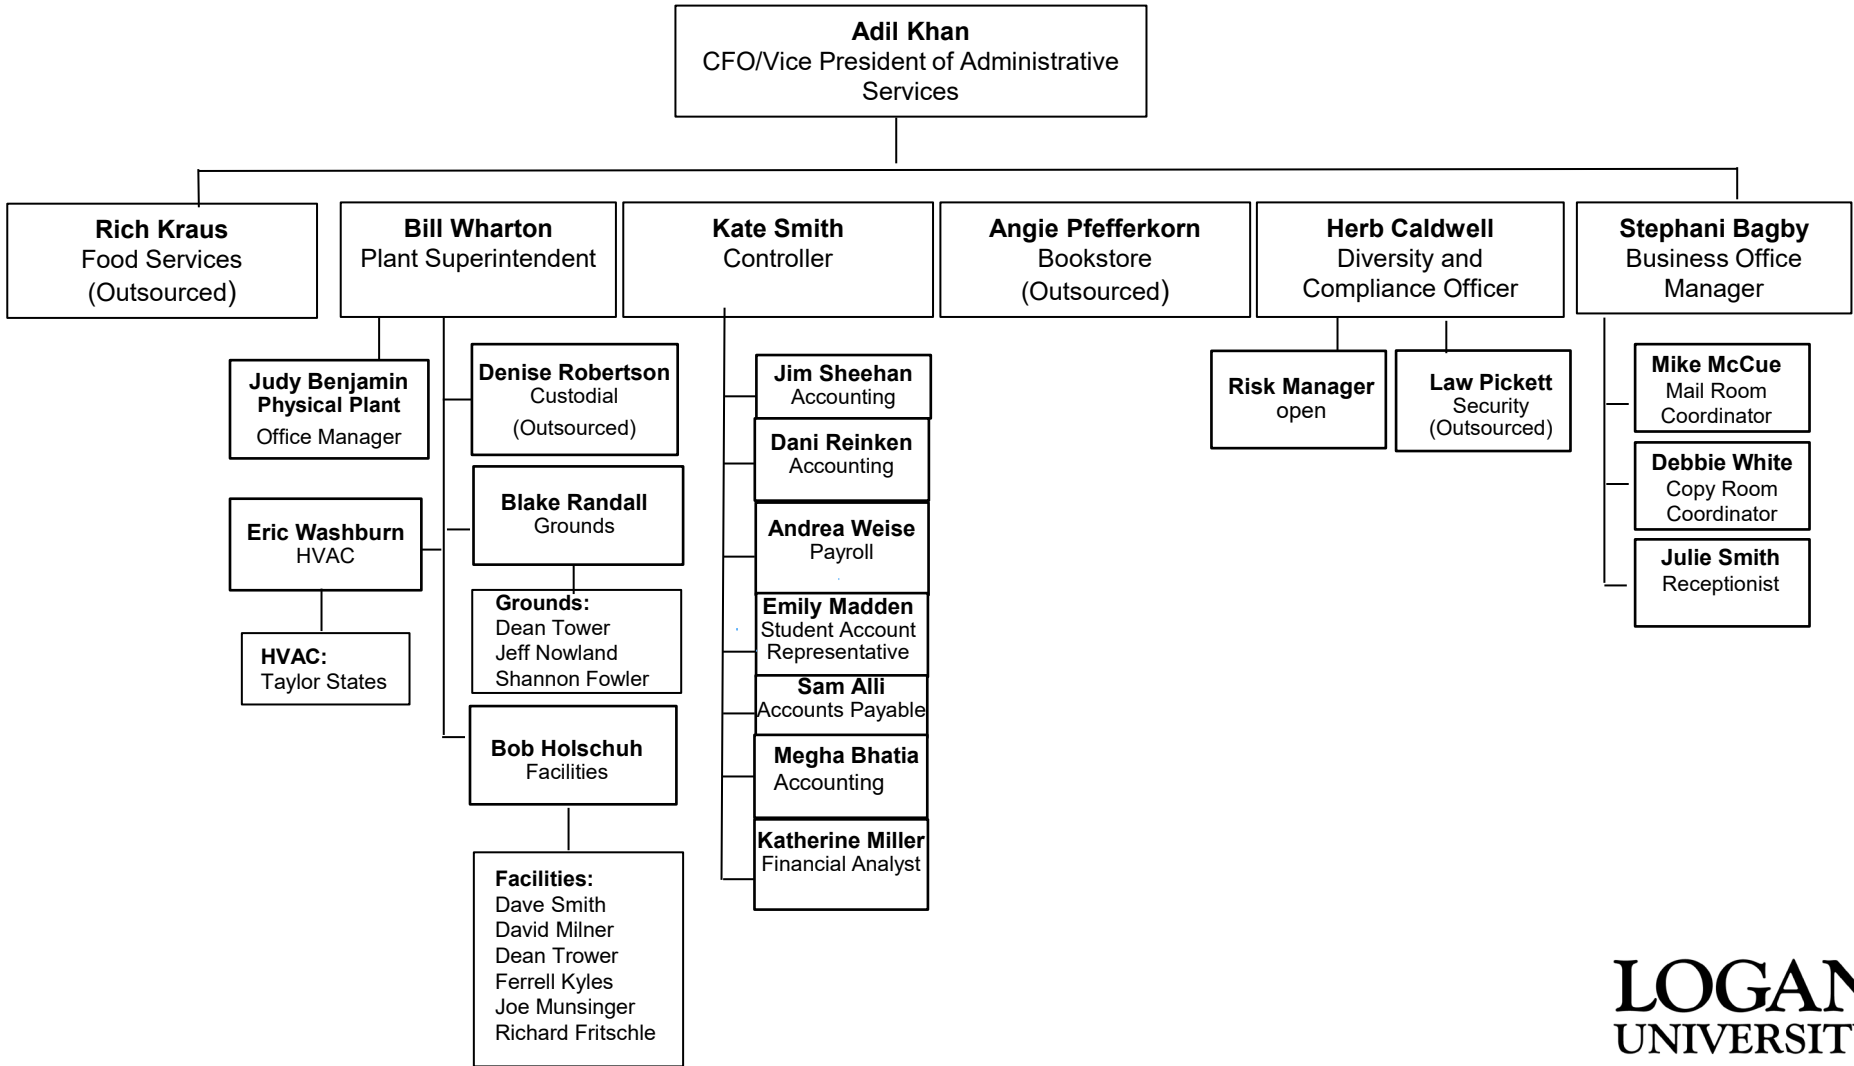 Adil Khan
CFO/Vice President of Administrative
Services
Rich Kraus
Food Services
(Outsourced)
Bill Wharton
Plant Superintendent
Kate Smith
Controller
Angie Pfefferkorn
Bookstore
(Outsourced)
Herb Caldwell
Diversity and
Compliance Officer
Stephani Bagby
Business Office
Manager
Judy Benjamin
Physical Plant
Office Manager
Eric Washburn
HVAC
HVAC:
Taylor States
Denise Robertson
Custodial
(Outsourced)
Blake Randall
Grounds
Grounds:
Dean Tower
Jeff Nowland
Shannon Fowler
Bob Holschuh
Facilities
Facilities:
Dave Smith
David Milner
Dean Trower
Ferrell Kyles
Joe Munsinger
Richard Fritschle
Jim Sheehan
Accounting
Dani Reinken
Accounting
Andrea Weise
Payroll
Emily Madden
Student Account
Representative
Sam Alli
Accounts Payable
Megha Bhatia
Accounting
Katherine Miller
Financial Analyst
Risk Manager
open
Law Pickett
Security
(Outsourced)
Mike McCue
Mail Room
Coordinator
Debbie White
Copy Room
Coordinator
Julie Smith
Receptionist
LOGAN
UNIVERSITY